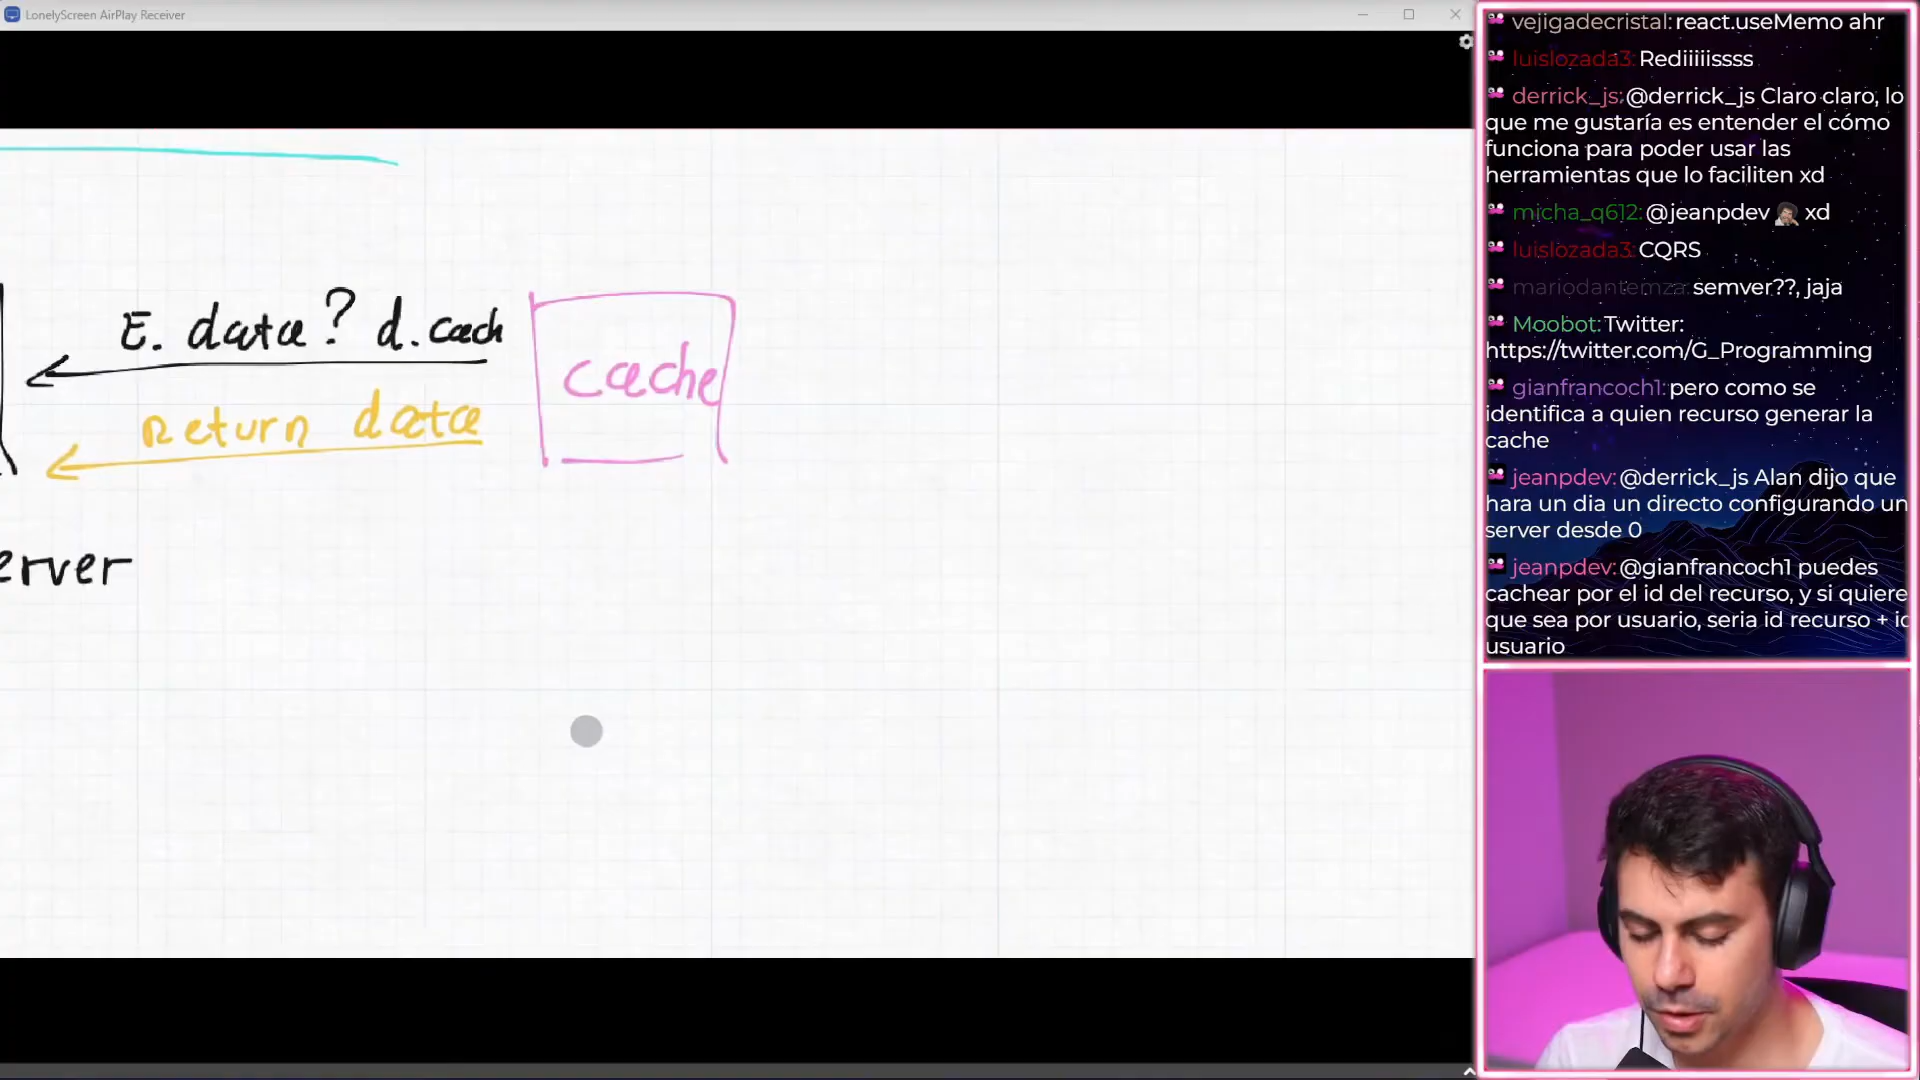 LonelyScreen AirPlay Receiver
E. data? d.cach
cache
return data
erver
vejigadecristal: react.useMemo ahr
luislozada3: Rediiiiissss
derrick_js: @derrick_js Claro claro, lo
que me gustaría es entender el cómo
funciona para poder usar las
herramientas que lo faciliten xd
micha_q612: @jeanpdev xd
luislozada3: CQRS
mariodantemza: semver??, jaja
Moobot: Twitter:
https://twitter.com/G_Programming
gianfrancoch1: pero como se
identifica a quien recurso generar la
cache
jeanpdev: @derrick_js Alan dijo que
hara un dia un directo configurando un
server desde 0
jeanpdev: @gianfrancoch1 puedes
cachear por el id del recurso, y si quiere
que sea por usuario, seria id recurso + id
usuario